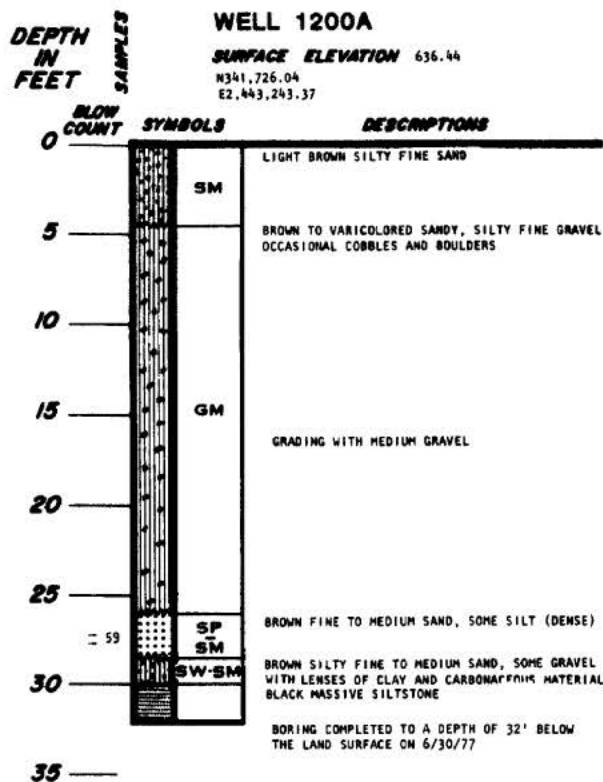 WELL 1200A
DEPTH
IN
FEET
SAMPLES
SURFACE ELEVATION 636.44
N341,726.04
E2,443,243.37
BLOW
COUNT
SYMBOLS
DESCRIPTIONS
0
LIGHT BROWN SILTY FINE SAND
SM
5
BROWN TO VARICOLORED SANDY, SILTY FINE GRAVEL
OCCASIONAL COBBLES AND BOULDERS
10
15
GM
GRADING WITH MEDIUM GRAVEL
20
25
59
SP
–
SM
BROWN FINE TO MEDIUM SAND, SOME SILT (DENSE)
SW-SM
BROWN SILTY FINE TO MEDIUM SAND, SOME GRAVEL
WITH LENSES OF CLAY AND CARBONACEOUS MATERIAL
30
BLACK MASSIVE SILTSTONE
BORING COMPLETED TO A DEPTH OF 32' BELOW
THE LAND SURFACE ON 6/30/77
35